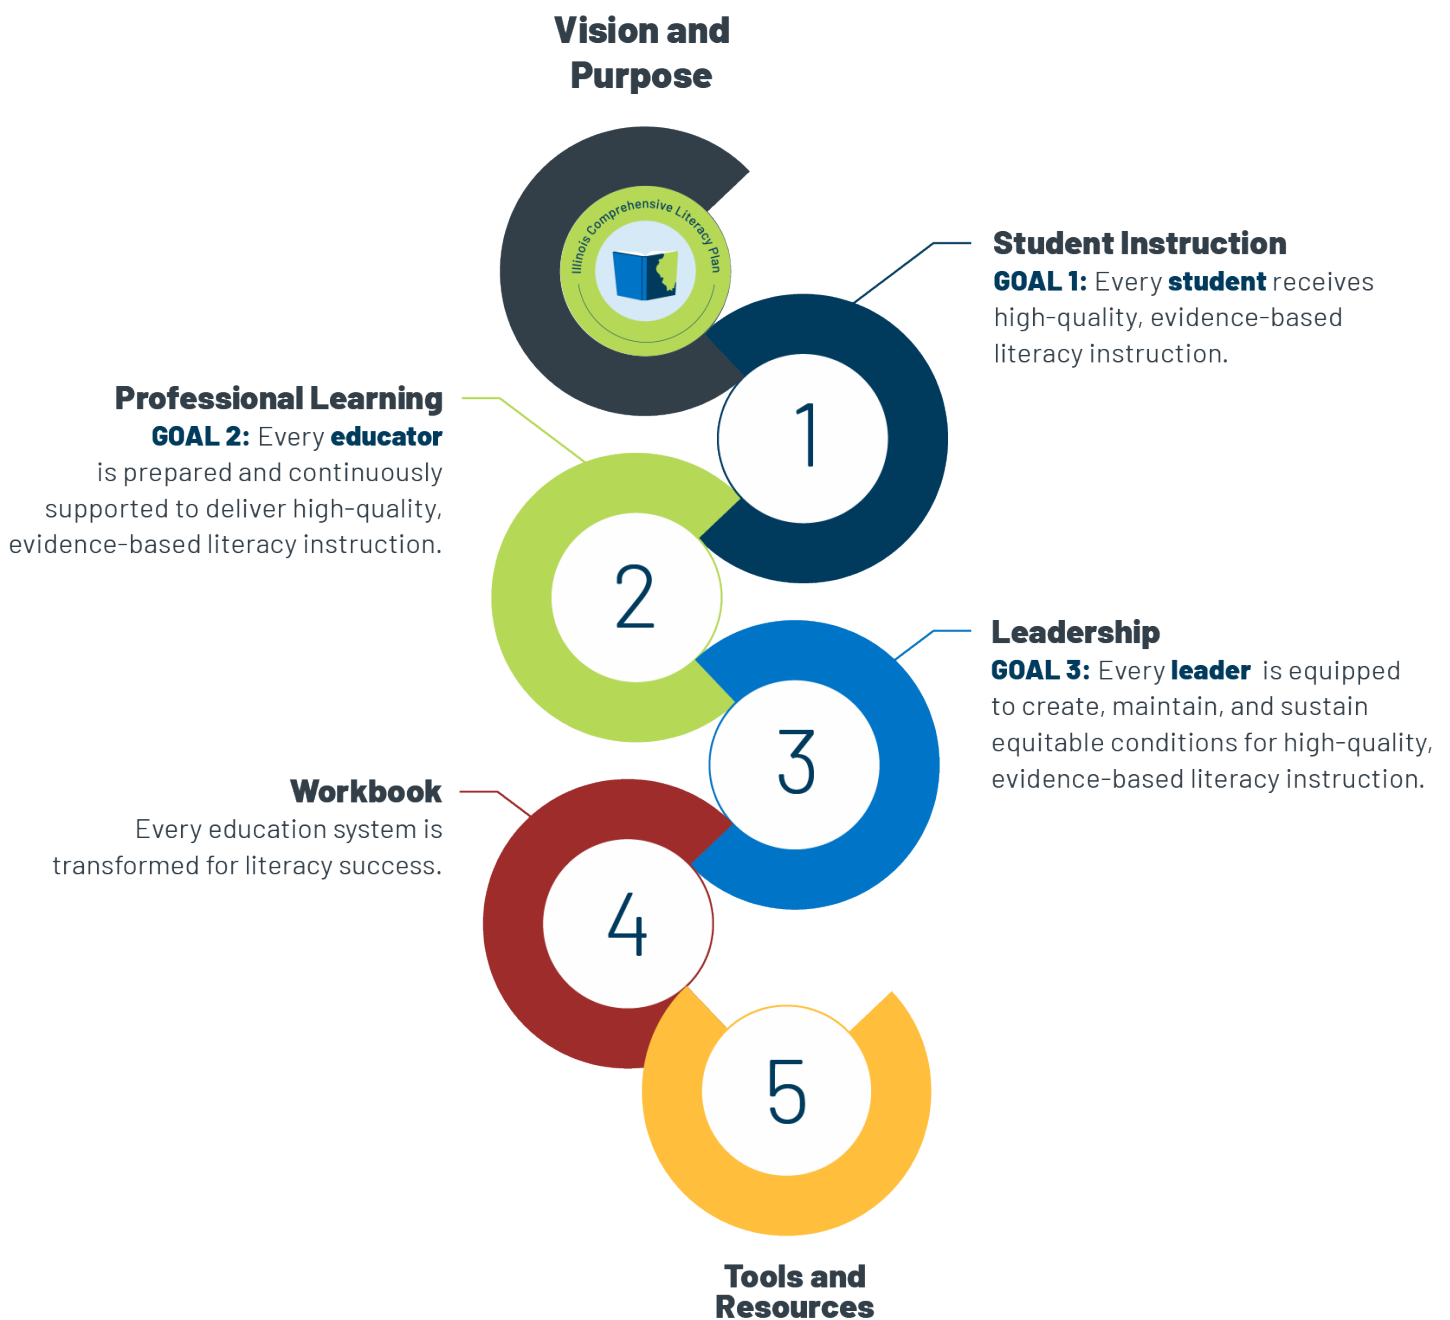 Vision and
Purpose
Illinois Comprehensive Literacy Plan
Student Instruction
GOAL 1: Every student receives
high-quality, evidence-based
literacy instruction.
1
Professional Learning
GOAL 2: Every educator
is prepared and continuously
supported to deliver high-quality,
evidence-based literacy instruction.
2
Leadership
GOAL 3: Every leader is equipped
to create, maintain, and sustain
equitable conditions for high-quality,
evidence-based literacy instruction.
3
Workbook
Every education system is
transformed for literacy success.
4
5
Tools and
Resources